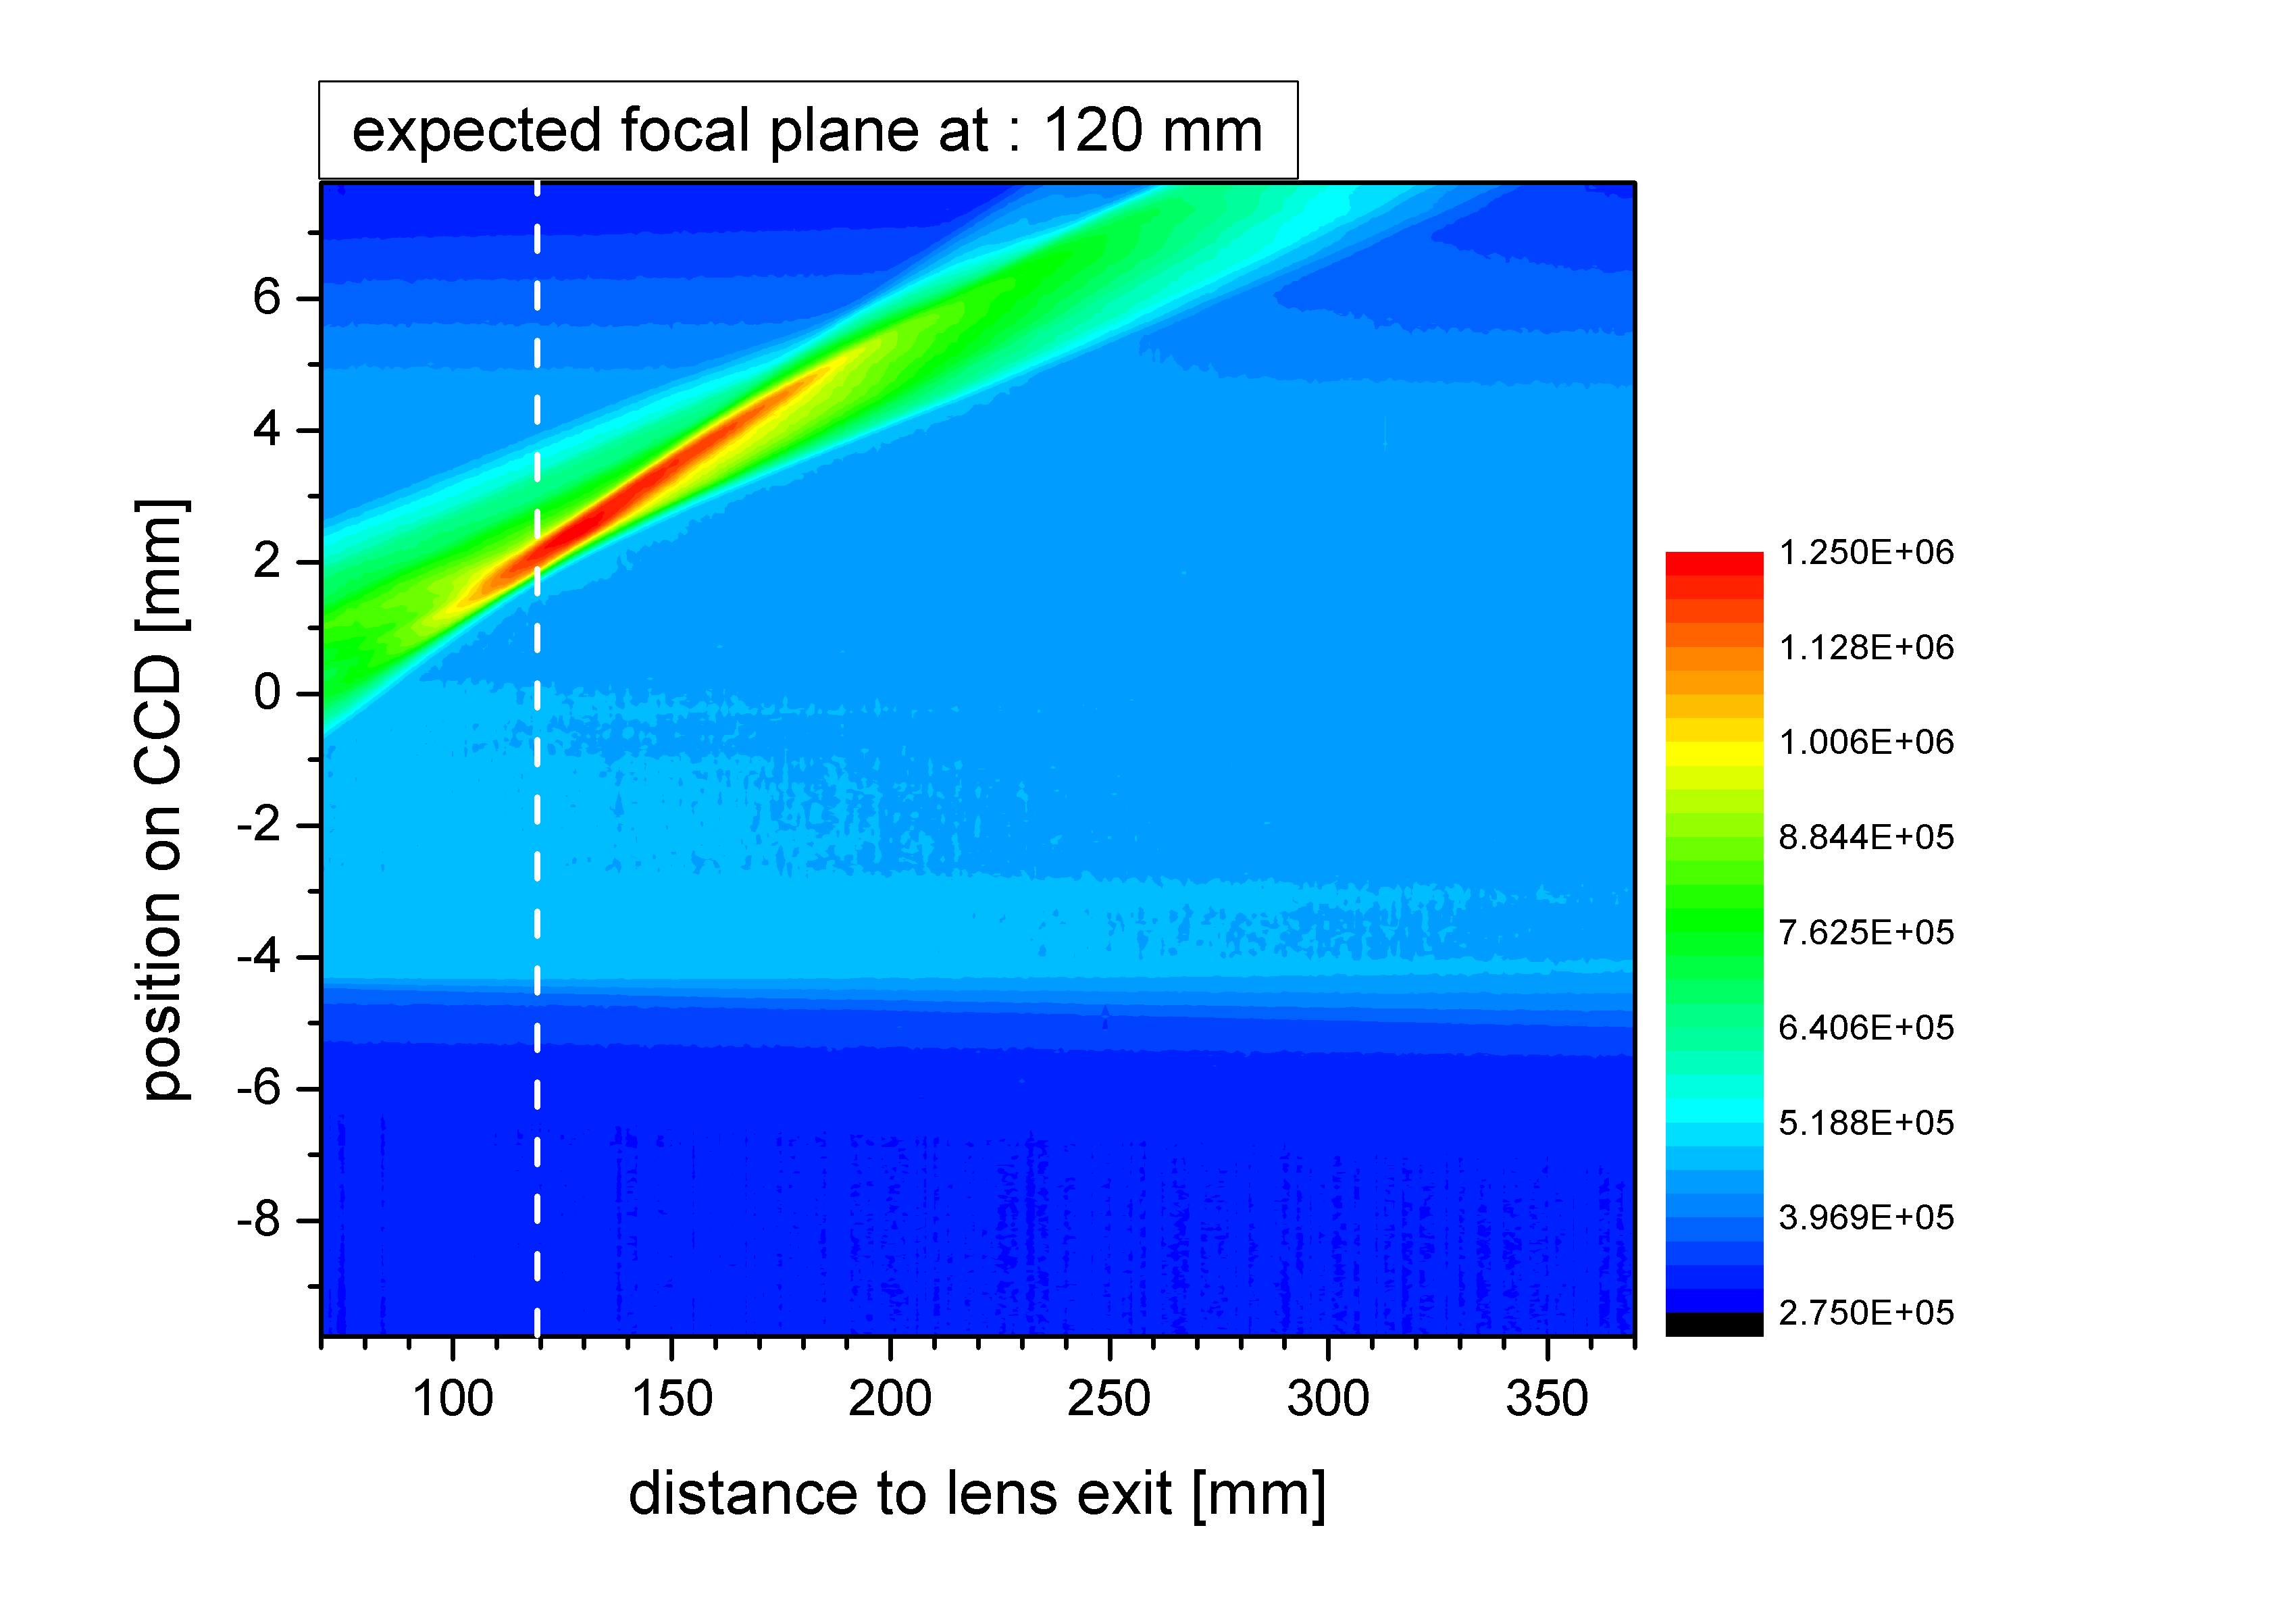 expected focal plane at : 120 mm
position on CCD [mm]
6
4
2
0
-2
-4
-6
-8
100 150 200 250 300 350
distance to lens exit [mm]
1.250E+06
1.128E+06
1.006E+06
8.844E+05
7.625E+05
6.406E+05
5.188E+05
3.969E+05
2.750E+05